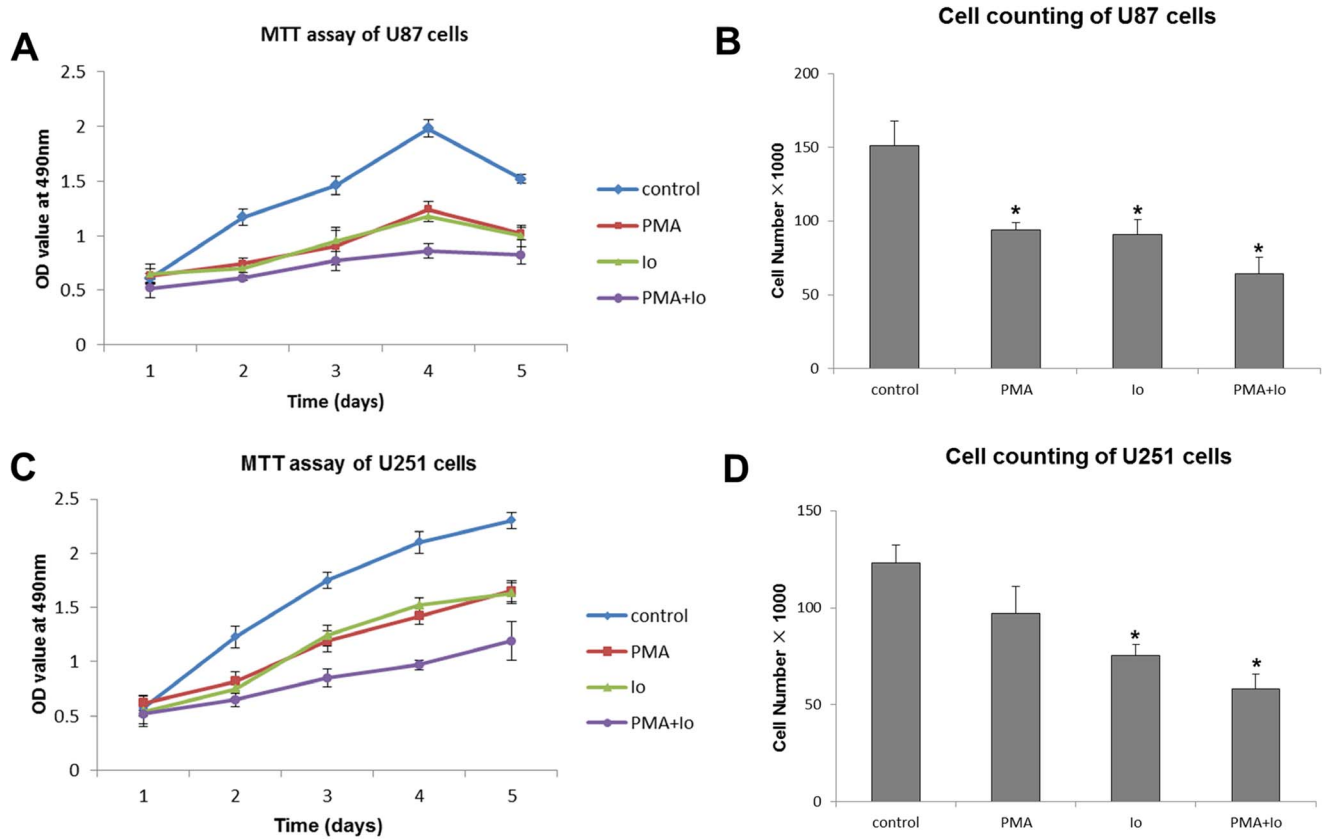 A
MTT assay of U87 cells
2.5
2
1.5
1
0.5
0
OD value at 490nm
1 2 3 4 5
Time (days)
control
PMA
Io
PMA+Io
B
Cell counting of U87 cells
200
150
100
50
0
Cell Number ×1000
* * *
control PMA Io PMA+Io
C
MTT assay of U251 cells
2.5
2
1.5
1
0.5
0
OD value at 490nm
1 2 3 4 5
Time (days)
control
PMA
Io
PMA+Io
D
Cell counting of U251 cells
150
100
50
0
Cell Number × 1000
* *
control PMA Io PMA+Io